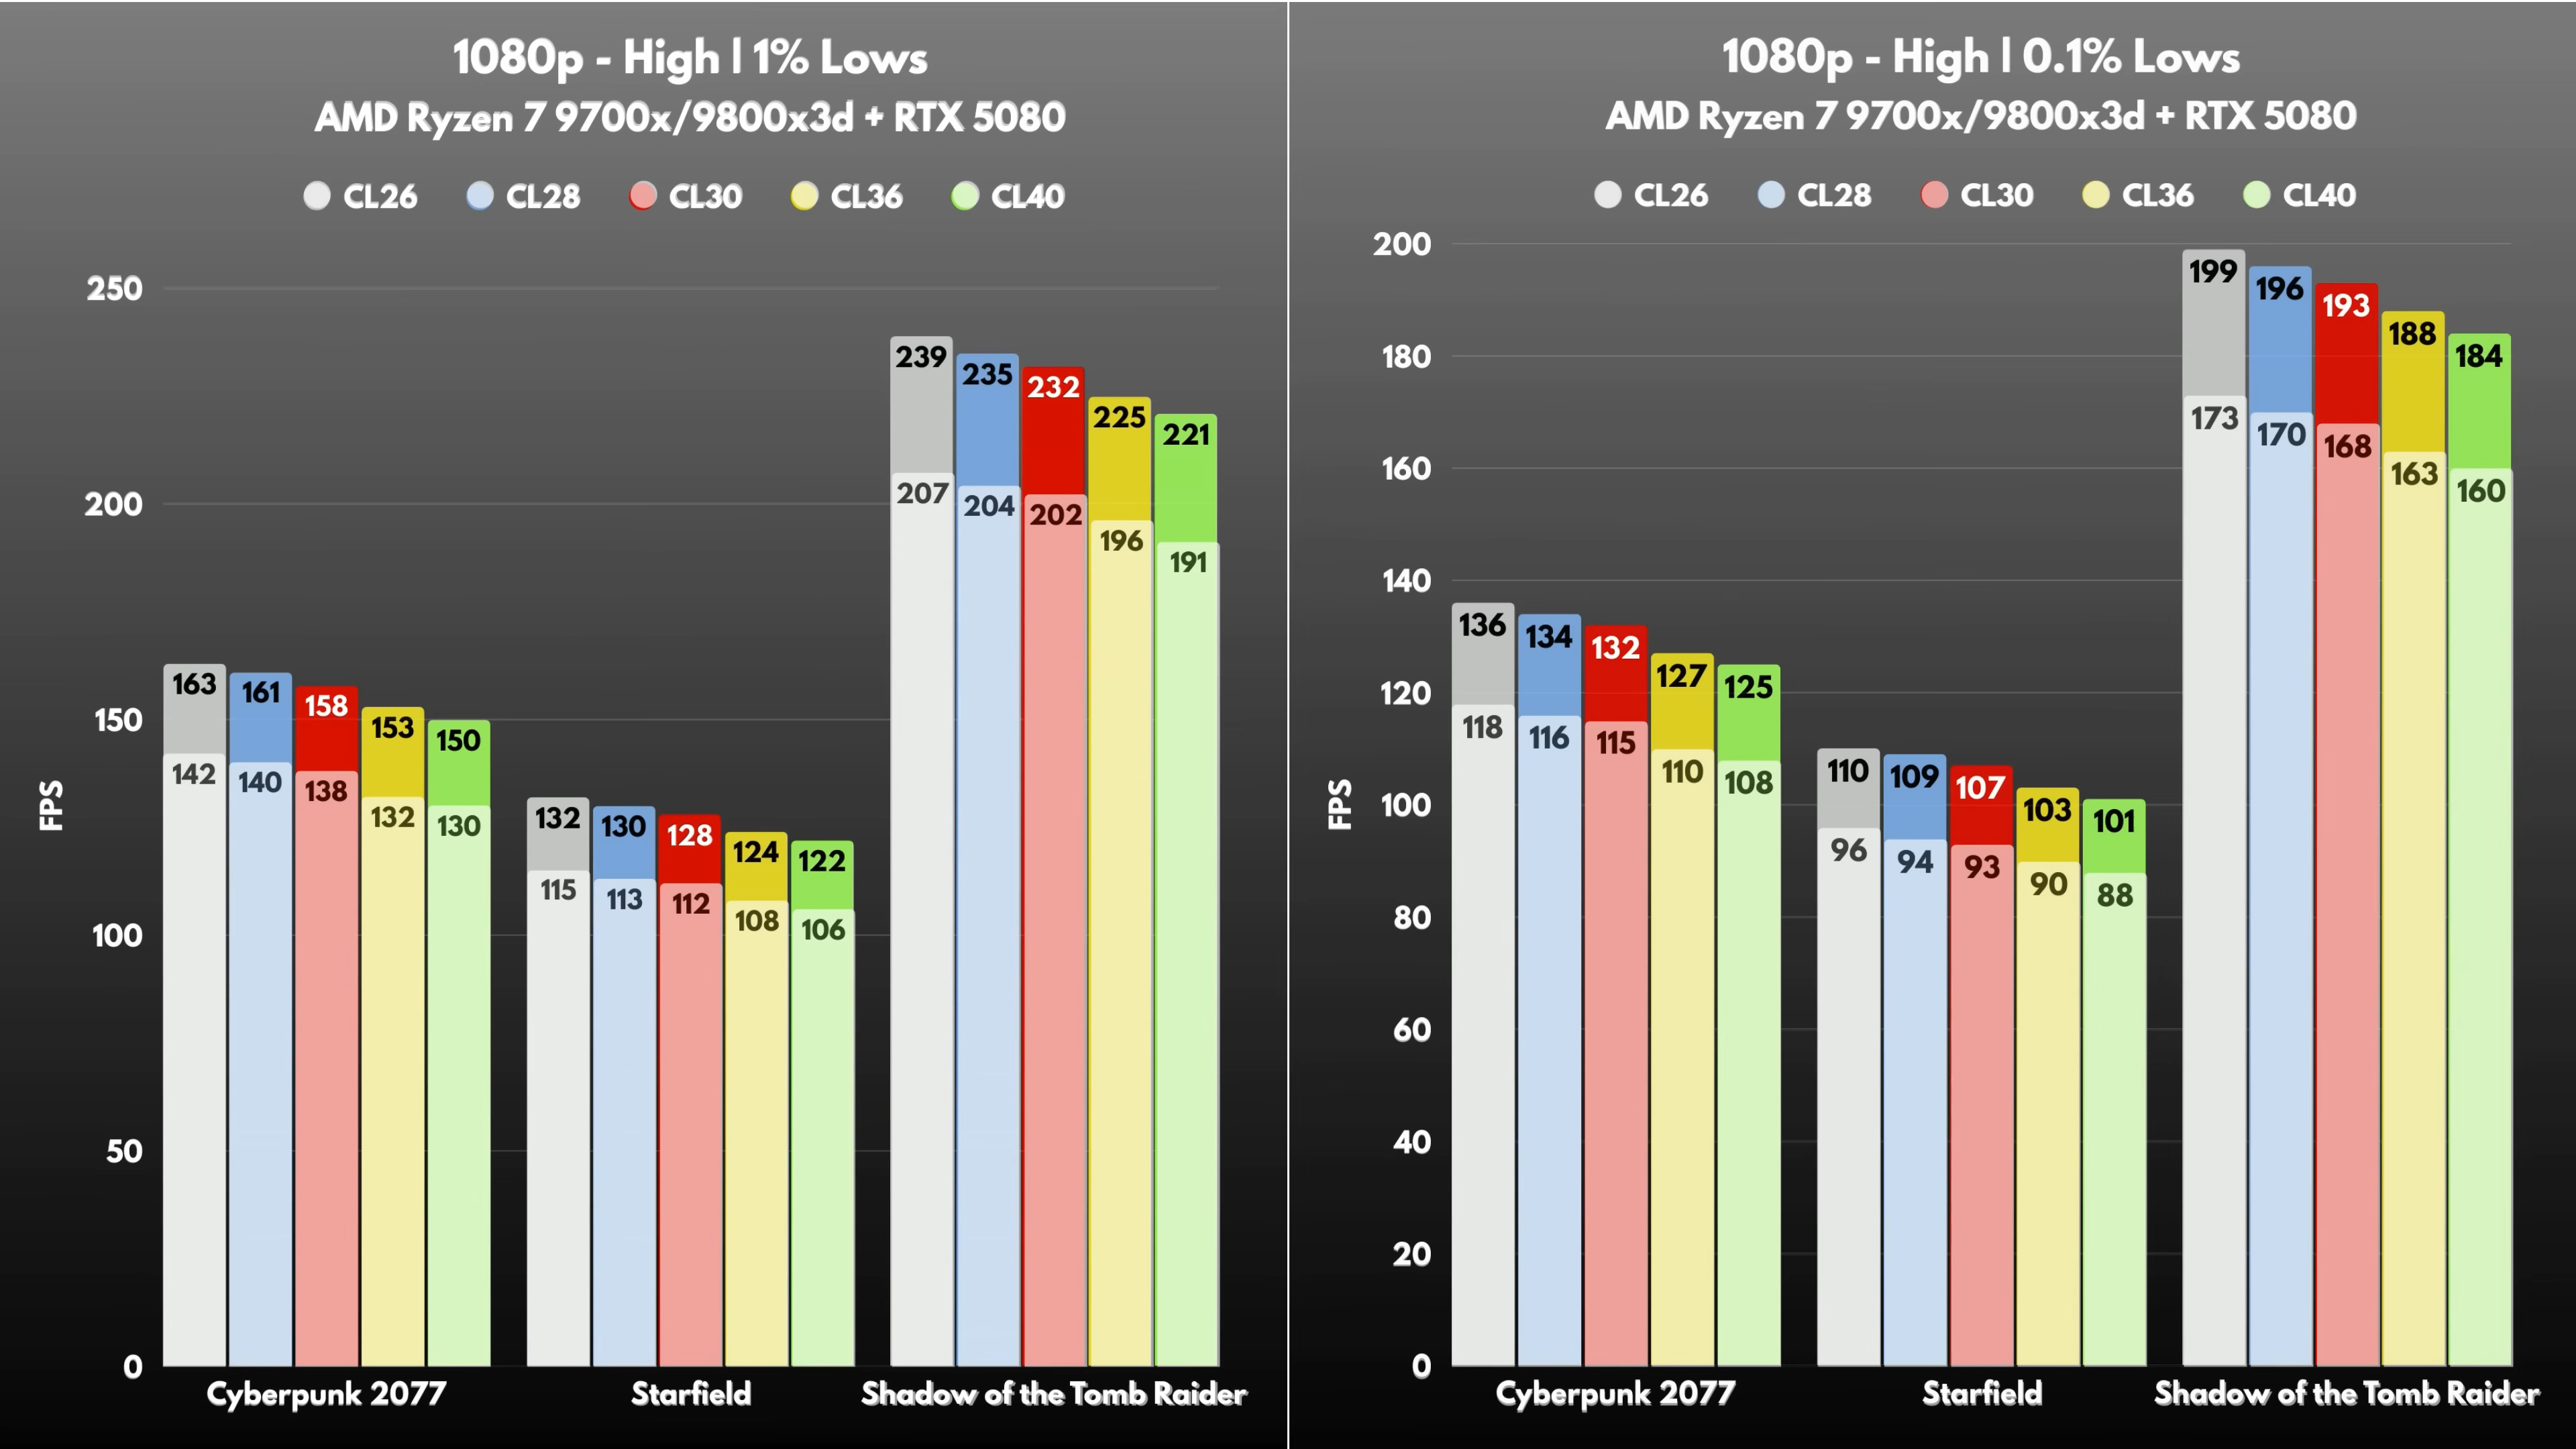 1080p - High | 1% Lows
AMD Ryzen 7 9700x/9800x3d + RTX 5080
CL26 CL28 CL30 CL36 CL40
250
200
150
100
50
0
FPS
239 235 232 225 221
207 204 202 196 191
163 161 158 153 150
142 140 138 132 130
132 130 128 124 122
115 113 112 108 106
Cyberpunk 2077 Starfield Shadow of the Tomb Raider
1080p - High | 0.1% Lows
AMD Ryzen 7 9700x/9800x3d + RTX 5080
CL26 CL28 CL30 CL36 CL40
200
180
160
140
120
100
80
60
40
20
0
FPS
199 196 193 188 184
173 170 168 163 160
136 134 132 127 125
118 116 115 110 108
110 109 107 103 101
96 94 93 90 88
Cyberpunk 2077 Starfield Shadow of the Tomb Raider